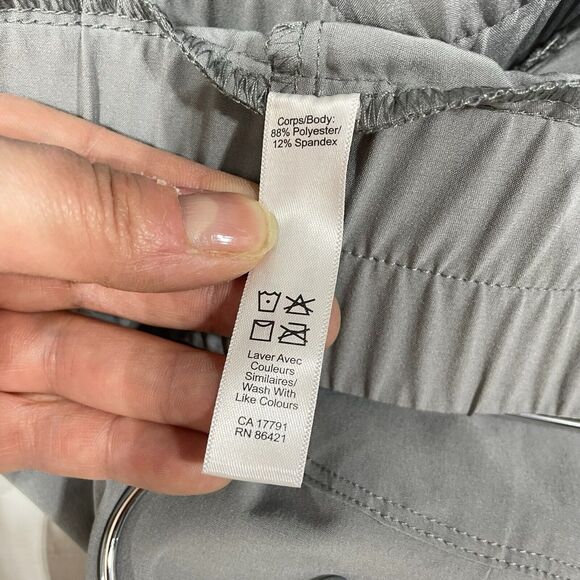 Corps/Body:
88% Polyester/
12% Spandex
Laver Avec
Couleurs
Similaires/
Wash With
Like Colours
CA 17791
RN 86421